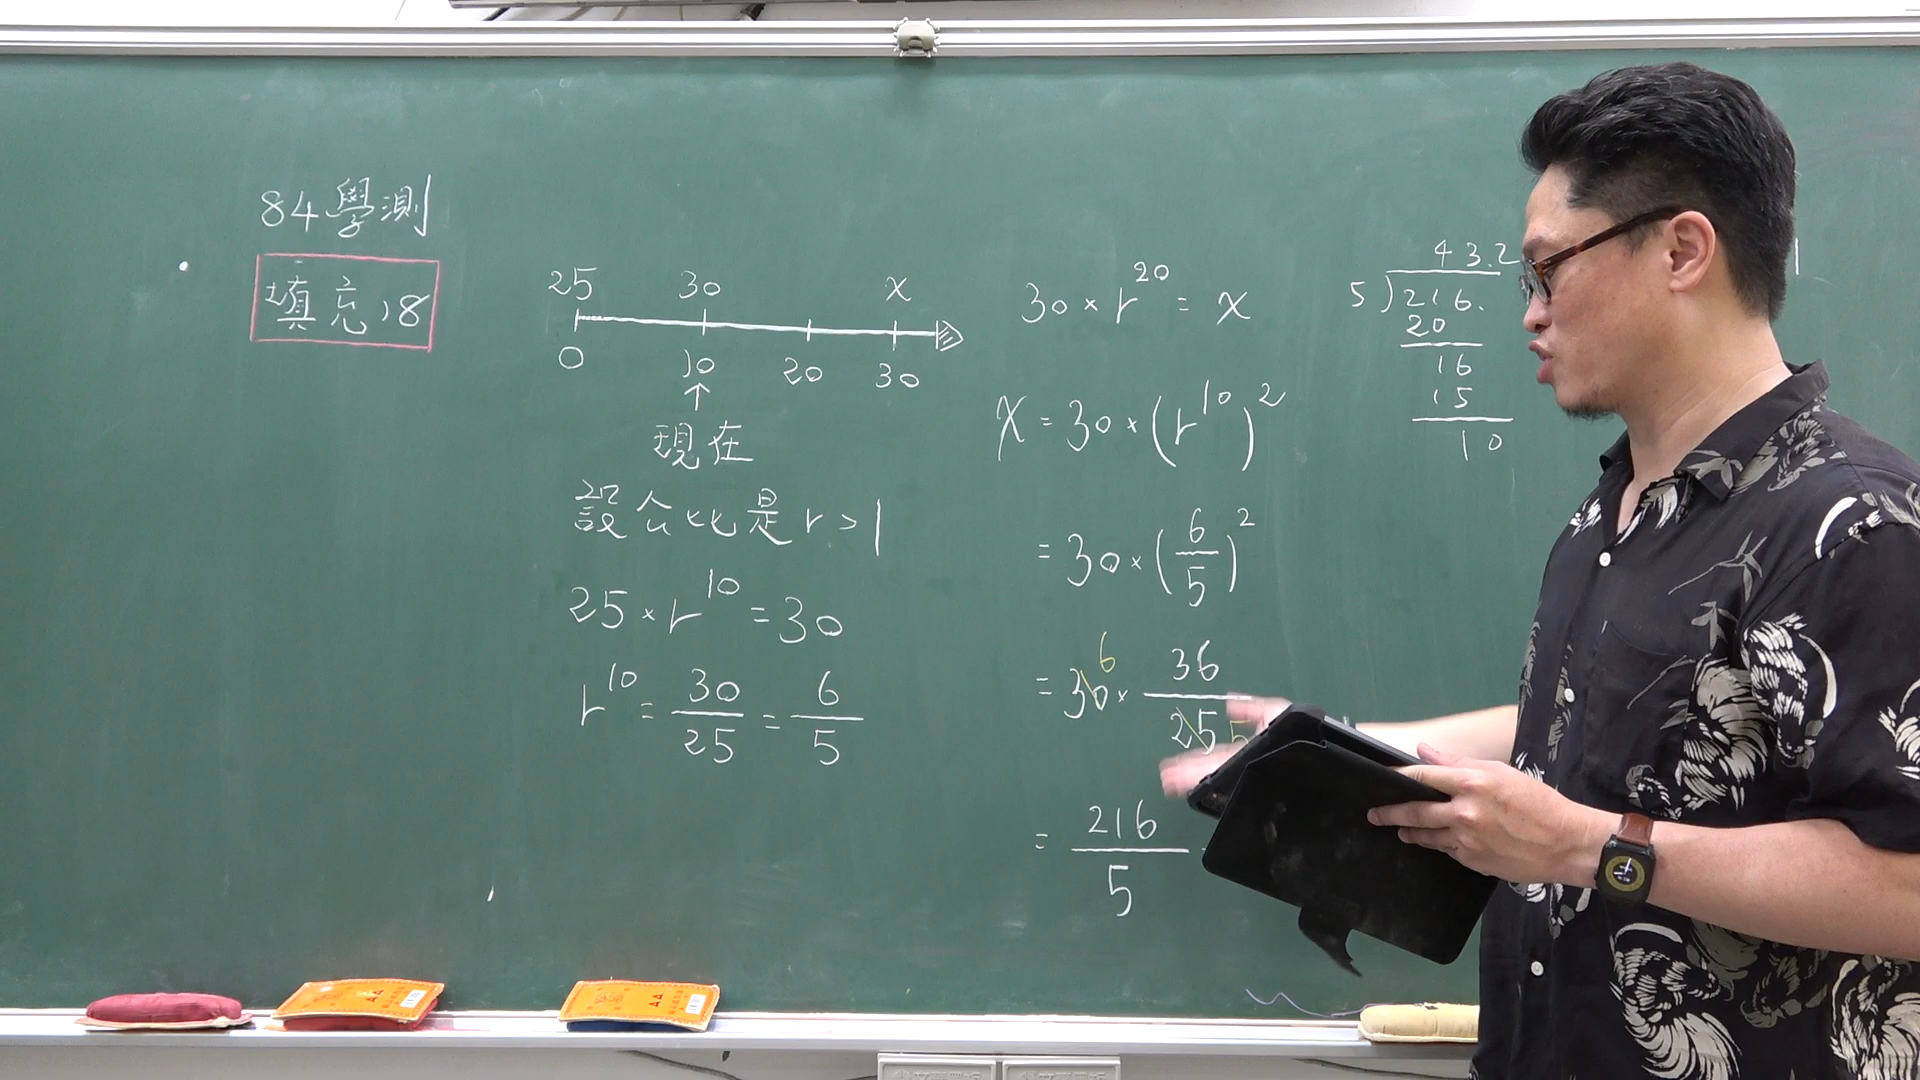 84學測
填充18
25 30 x
0 10 20 30
↑
現在
設公比是r>1
25×r^10=30
r^10=30/25=6/5
30×r^20=x
x=30×(r^10)^2
=30×(6/5)^2
6
=30×36/25 5
=216/5
43.2
5)216.
20
16
15
10